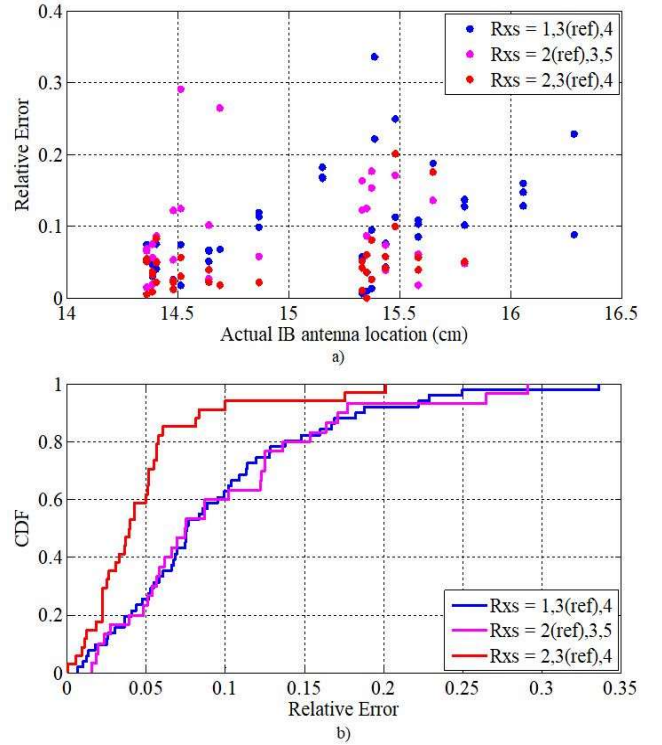 0.4
Rxs = 1,3(ref),4
Rxs = 2(ref),3,5
Rxs = 2,3(ref),4
0.3
0.2
0.1
0
Relative Error
14 14.5 15 15.5 16 16.5
Actual IB antenna location (cm)
a)
1
0.8
0.6
0.4
0.2
0
CDF
Rxs = 1,3(ref),4
Rxs = 2(ref),3,5
Rxs = 2,3(ref),4
0 0.05 0.1 0.15 0.2 0.25 0.3 0.35
Relative Error
b)